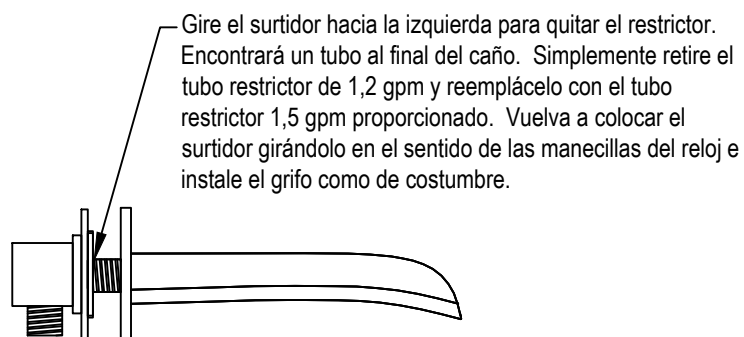 Gire el surtidor hacia la izquierda para quitar el restrictor.
Encontrará un tubo al final del caño.  Simplemente retire el
tubo restrictor de 1,2 gpm y reemplácelo con el tubo
restrictor 1,5 gpm proporcionado.  Vuelva a colocar el
surtidor girándolo en el sentido de las manecillas del reloj e
instale el grifo como de costumbre.